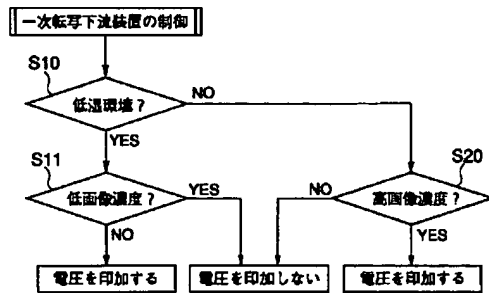 一次転写下流装置の制御
S10
低湿環境?
NO
YES
S11
S20
低画像濃度?
YES
NO
高画像濃度?
NO
YES
電圧を印加する
電圧を印加しない
電圧を印加する